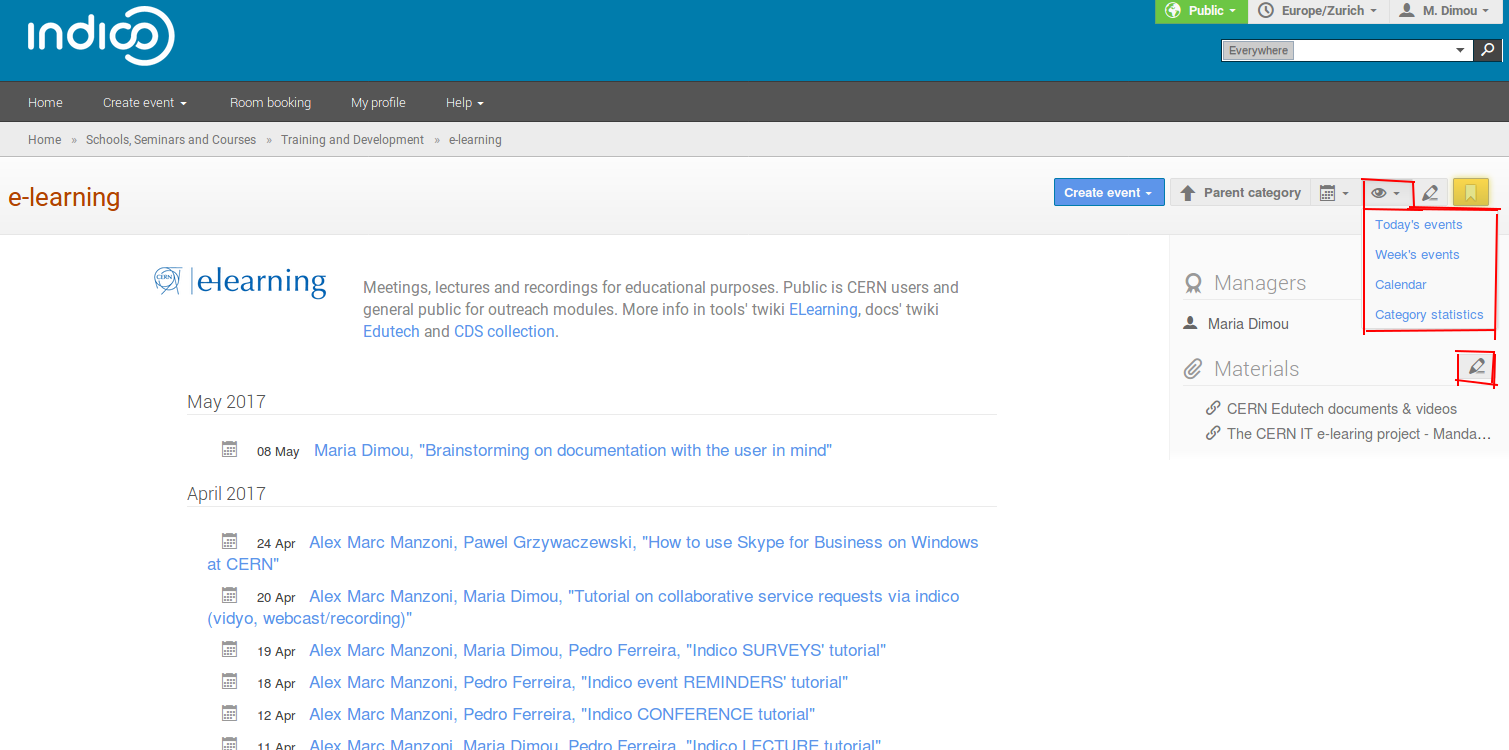 indico
Public
Europe/Zurich
M. Dimou
Everywhere
Home
Create event
Room booking
My profile
Help
Home » Schools, Seminars and Courses » Training and Development » e-learning
e-learning
Create event
Parent category
Today's events
Week's events
Calendar
Category statistics
CERN
elearning
Meetings, lectures and recordings for educational purposes. Public is CERN users and
general public for outreach modules. More info in tools' twiki ELearning, docs' twiki
Edutech and CDS collection.
Managers
Maria Dimou
Materials
CERN Edutech documents & videos
The CERN IT e-learing project - Manda...
May 2017
08 May Maria Dimou, "Brainstorming on documentation with the user in mind"
April 2017
24 Apr Alex Marc Manzoni, Pawel Grzywaczewski, "How to use Skype for Business on Windows
at CERN"
20 Apr Alex Marc Manzoni, Maria Dimou, "Tutorial on collaborative service requests via indico
(vidyo, webcast/recording)"
19 Apr Alex Marc Manzoni, Maria Dimou, Pedro Ferreira, "Indico SURVEYS' tutorial"
18 Apr Alex Marc Manzoni, Pedro Ferreira, "Indico event REMINDERS' tutorial"
12 Apr Alex Marc Manzoni, Pedro Ferreira, "Indico CONFERENCE tutorial"
11 Apr Alex Marc Manzoni, Maria Dimou, Pedro Ferreira, "Indico LECTURE tutorial"